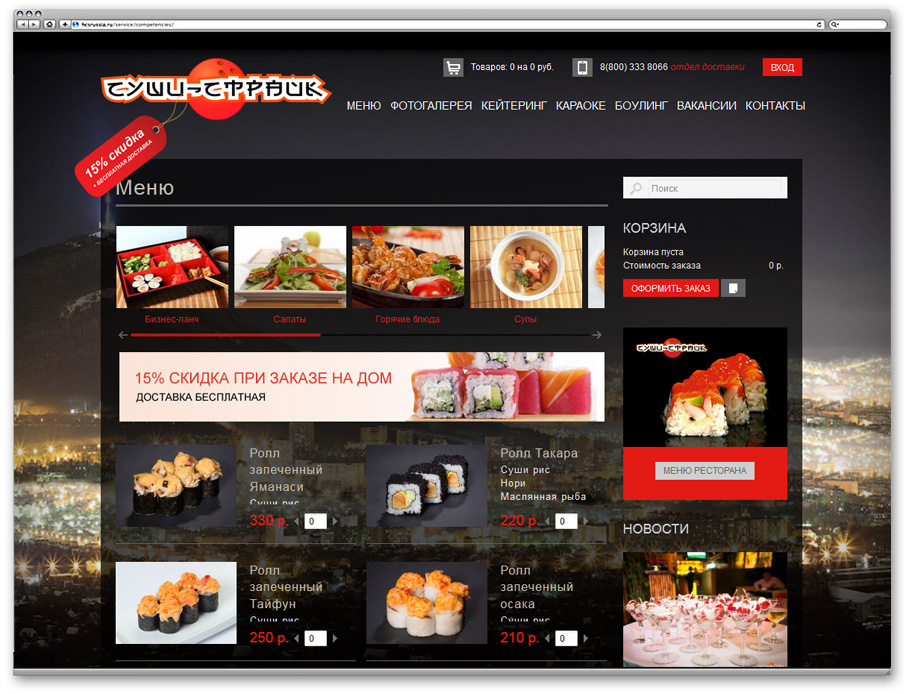 hcsrussia.ru/service/competencies/
Товаров: 0 на 0 руб.
8(800) 333 8066 отдел доставки
ВХОД
СУШИ-СТРАЙК
МЕНЮ ФОТОГАЛЕРЕЯ КЕЙТЕРИНГ КАРАОКЕ БОУЛИНГ ВАКАНСИИ КОНТАКТЫ
15% скидка
+ БЕСПЛАТНАЯ ДОСТАВКА
Меню
Поиск
КОРЗИНА
Корзина пуста
Стоимость заказа 0 р.
ОФОРМИТЬ ЗАКАЗ
Бизнес-панч Салаты Горячие блюда Супы
СУШИ-СТРАЙК
15% СКИДКА ПРИ ЗАКАЗЕ НА ДОМ
ДОСТАВКА БЕСПЛАТНАЯ
МЕНЮ РЕСТОРАНА
Ролл
запеченный
Яманаси
Суши рис
330 р. 0
Ролл Такара
Суши рис
Нори
Маслянная рыба
220 р. 0
НОВОСТИ
Ролл
запеченный
Тайфун
Суши рис
250 р. 0
Ролл
запеченный
осака
Суши рис
210 р. 0